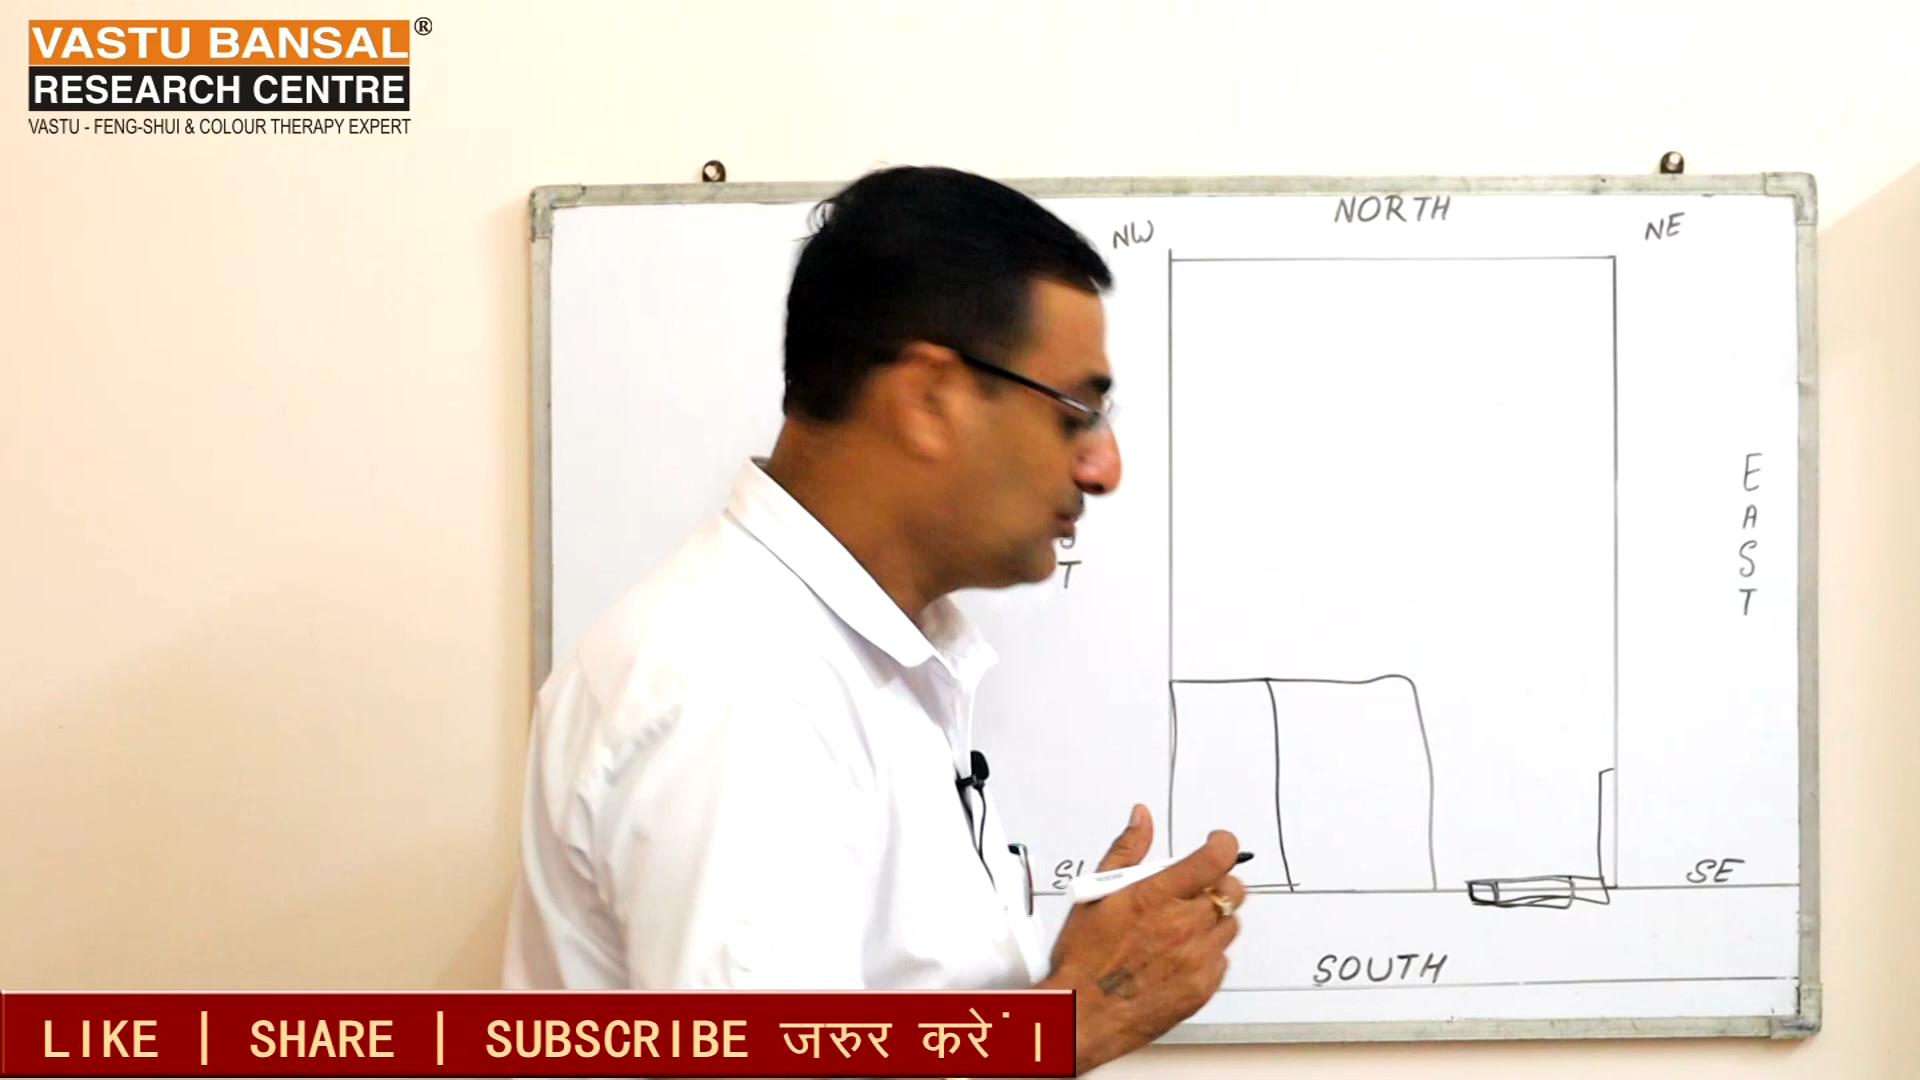 VASTU BANSAL®
RESEARCH CENTRE
VASTU - FENG-SHUI & COLOUR THERAPY EXPERT
NORTH
NW
NE
EAST
T
SE
SOUTH
LIKE | SHARE | SUBSCRIBE जरुर करें ।